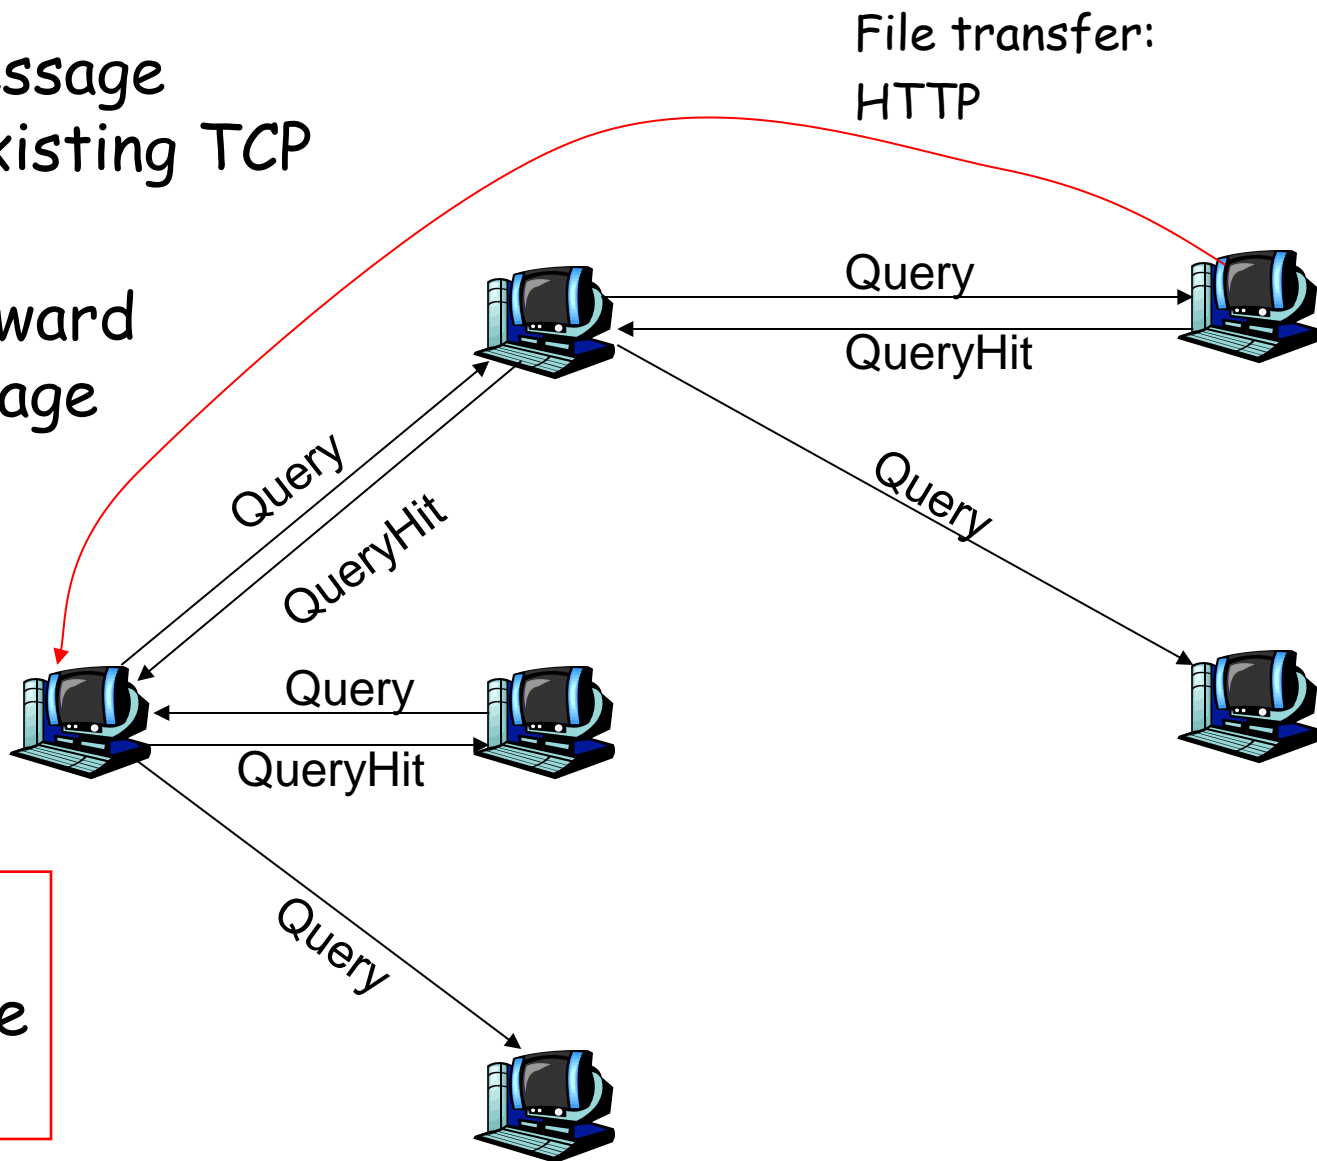 File transfer:
HTTP
ssage
xisting TCP
ward
age
Query
QueryHit
Query
QueryHit
Query
Query
QueryHit
Query
e